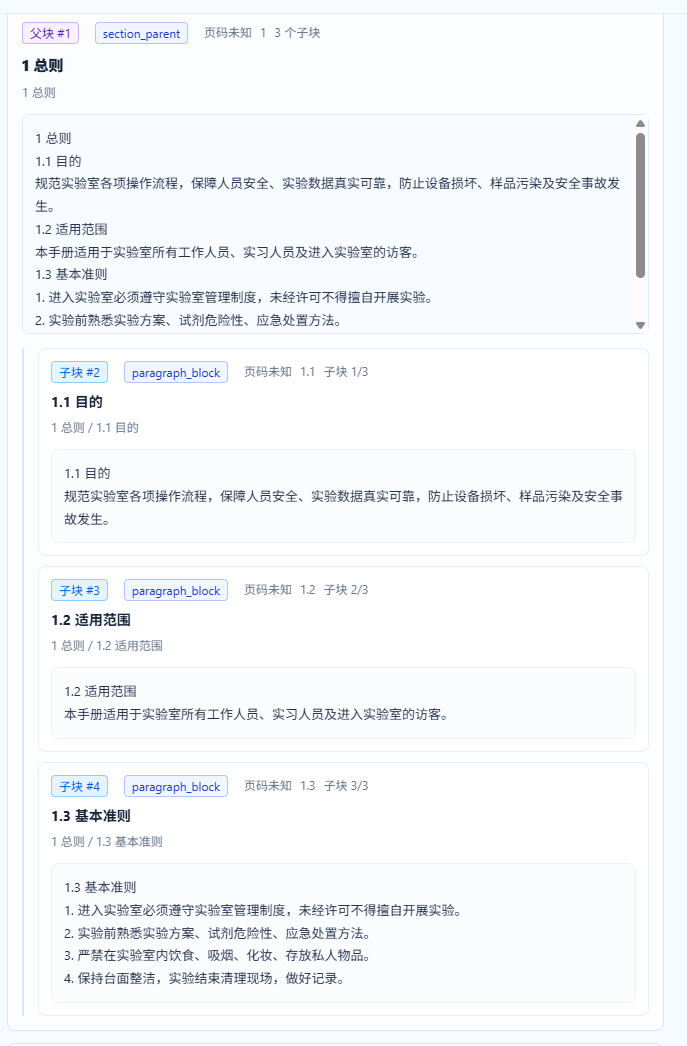 父块 #1 section_parent 页码未知 1 3 个子块
1 总则
1 总则
1 总则
1.1 目的
规范实验室各项操作流程，保障人员安全、实验数据真实可靠，防止设备损坏、样品污染及安全事故发
生。
1.2 适用范围
本手册适用于实验室所有工作人员、实习人员及进入实验室的访客。
1.3 基本准则
1. 进入实验室必须遵守实验室管理制度，未经许可不得擅自开展实验。
2. 实验前熟悉实验方案、试剂危险性、应急处置方法。
子块 #2 paragraph_block 页码未知 1.1 子块 1/3
1.1 目的
1 总则 / 1.1 目的
1.1 目的
规范实验室各项操作流程，保障人员安全、实验数据真实可靠，防止设备损坏、样品污染及安全事
故发生。
子块 #3 paragraph_block 页码未知 1.2 子块 2/3
1.2 适用范围
1 总则 / 1.2 适用范围
1.2 适用范围
本手册适用于实验室所有工作人员、实习人员及进入实验室的访客。
子块 #4 paragraph_block 页码未知 1.3 子块 3/3
1.3 基本准则
1 总则 / 1.3 基本准则
1.3 基本准则
1. 进入实验室必须遵守实验室管理制度，未经许可不得擅自开展实验。
2. 实验前熟悉实验方案、试剂危险性、应急处置方法。
3. 严禁在实验室内饮食、吸烟、化妆、存放私人物品。
4. 保持台面整洁，实验结束清理现场，做好记录。